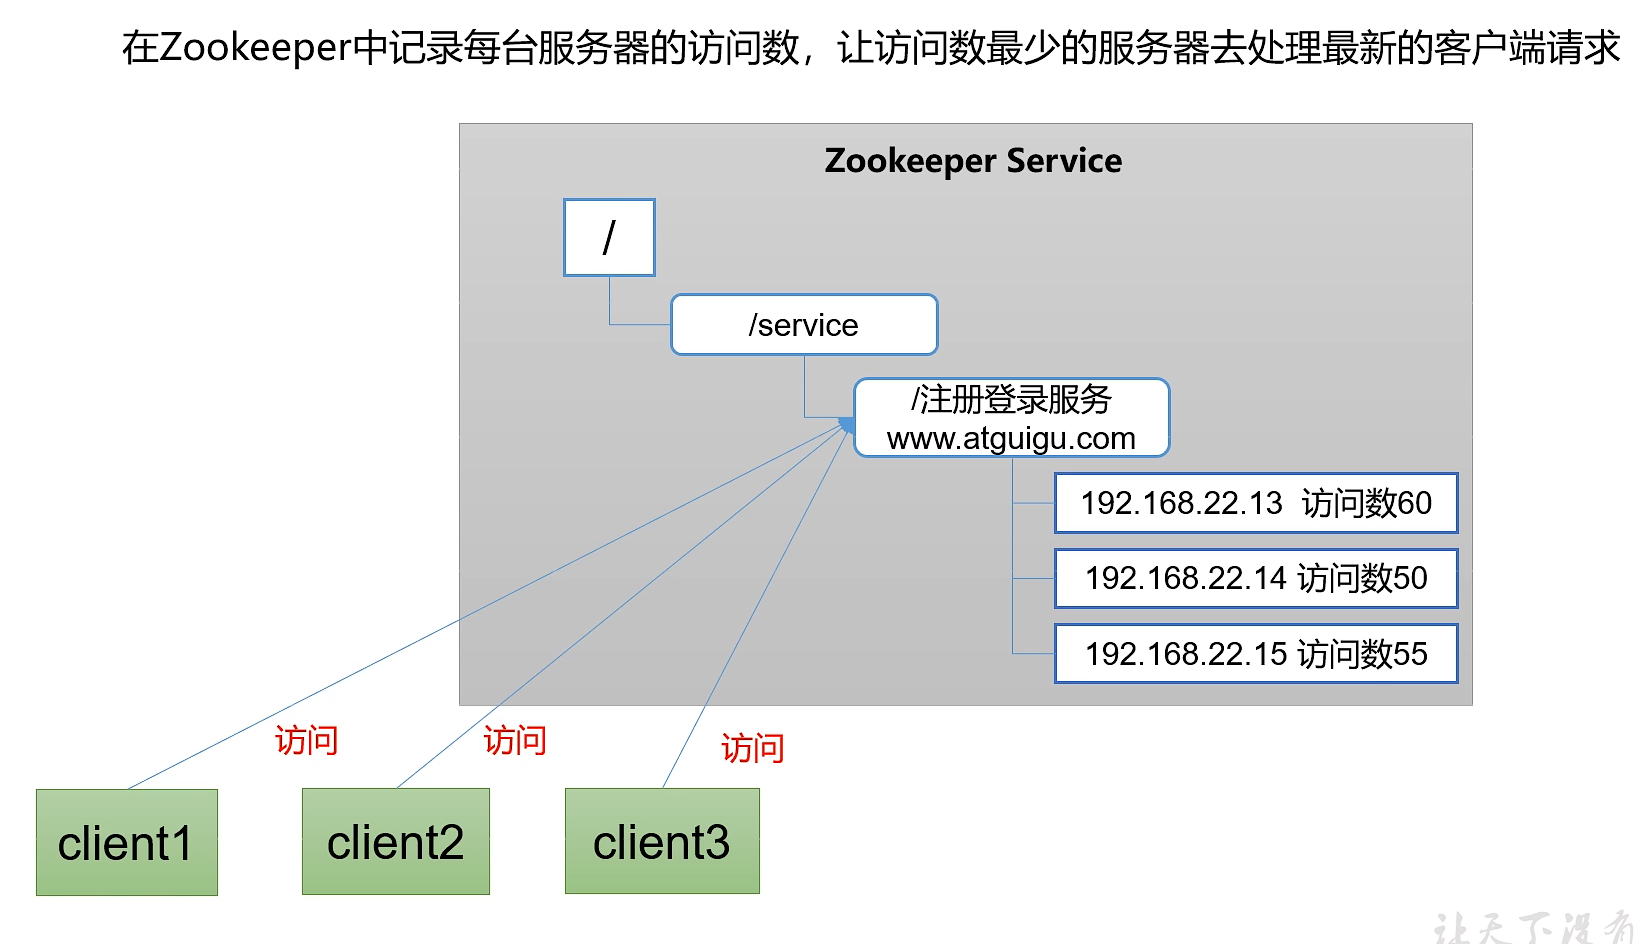 在Zookeeper中记录每台服务器的访问数，让访问数最少的服务器去处理最新的客户端请求
Zookeeper Service
/
/service
/注册登录服务
www.atguigu.com
192.168.22.13 访问数60
192.168.22.14 访问数50
192.168.22.15 访问数55
访问
访问
访问
client1
client2
client3
让天下没有